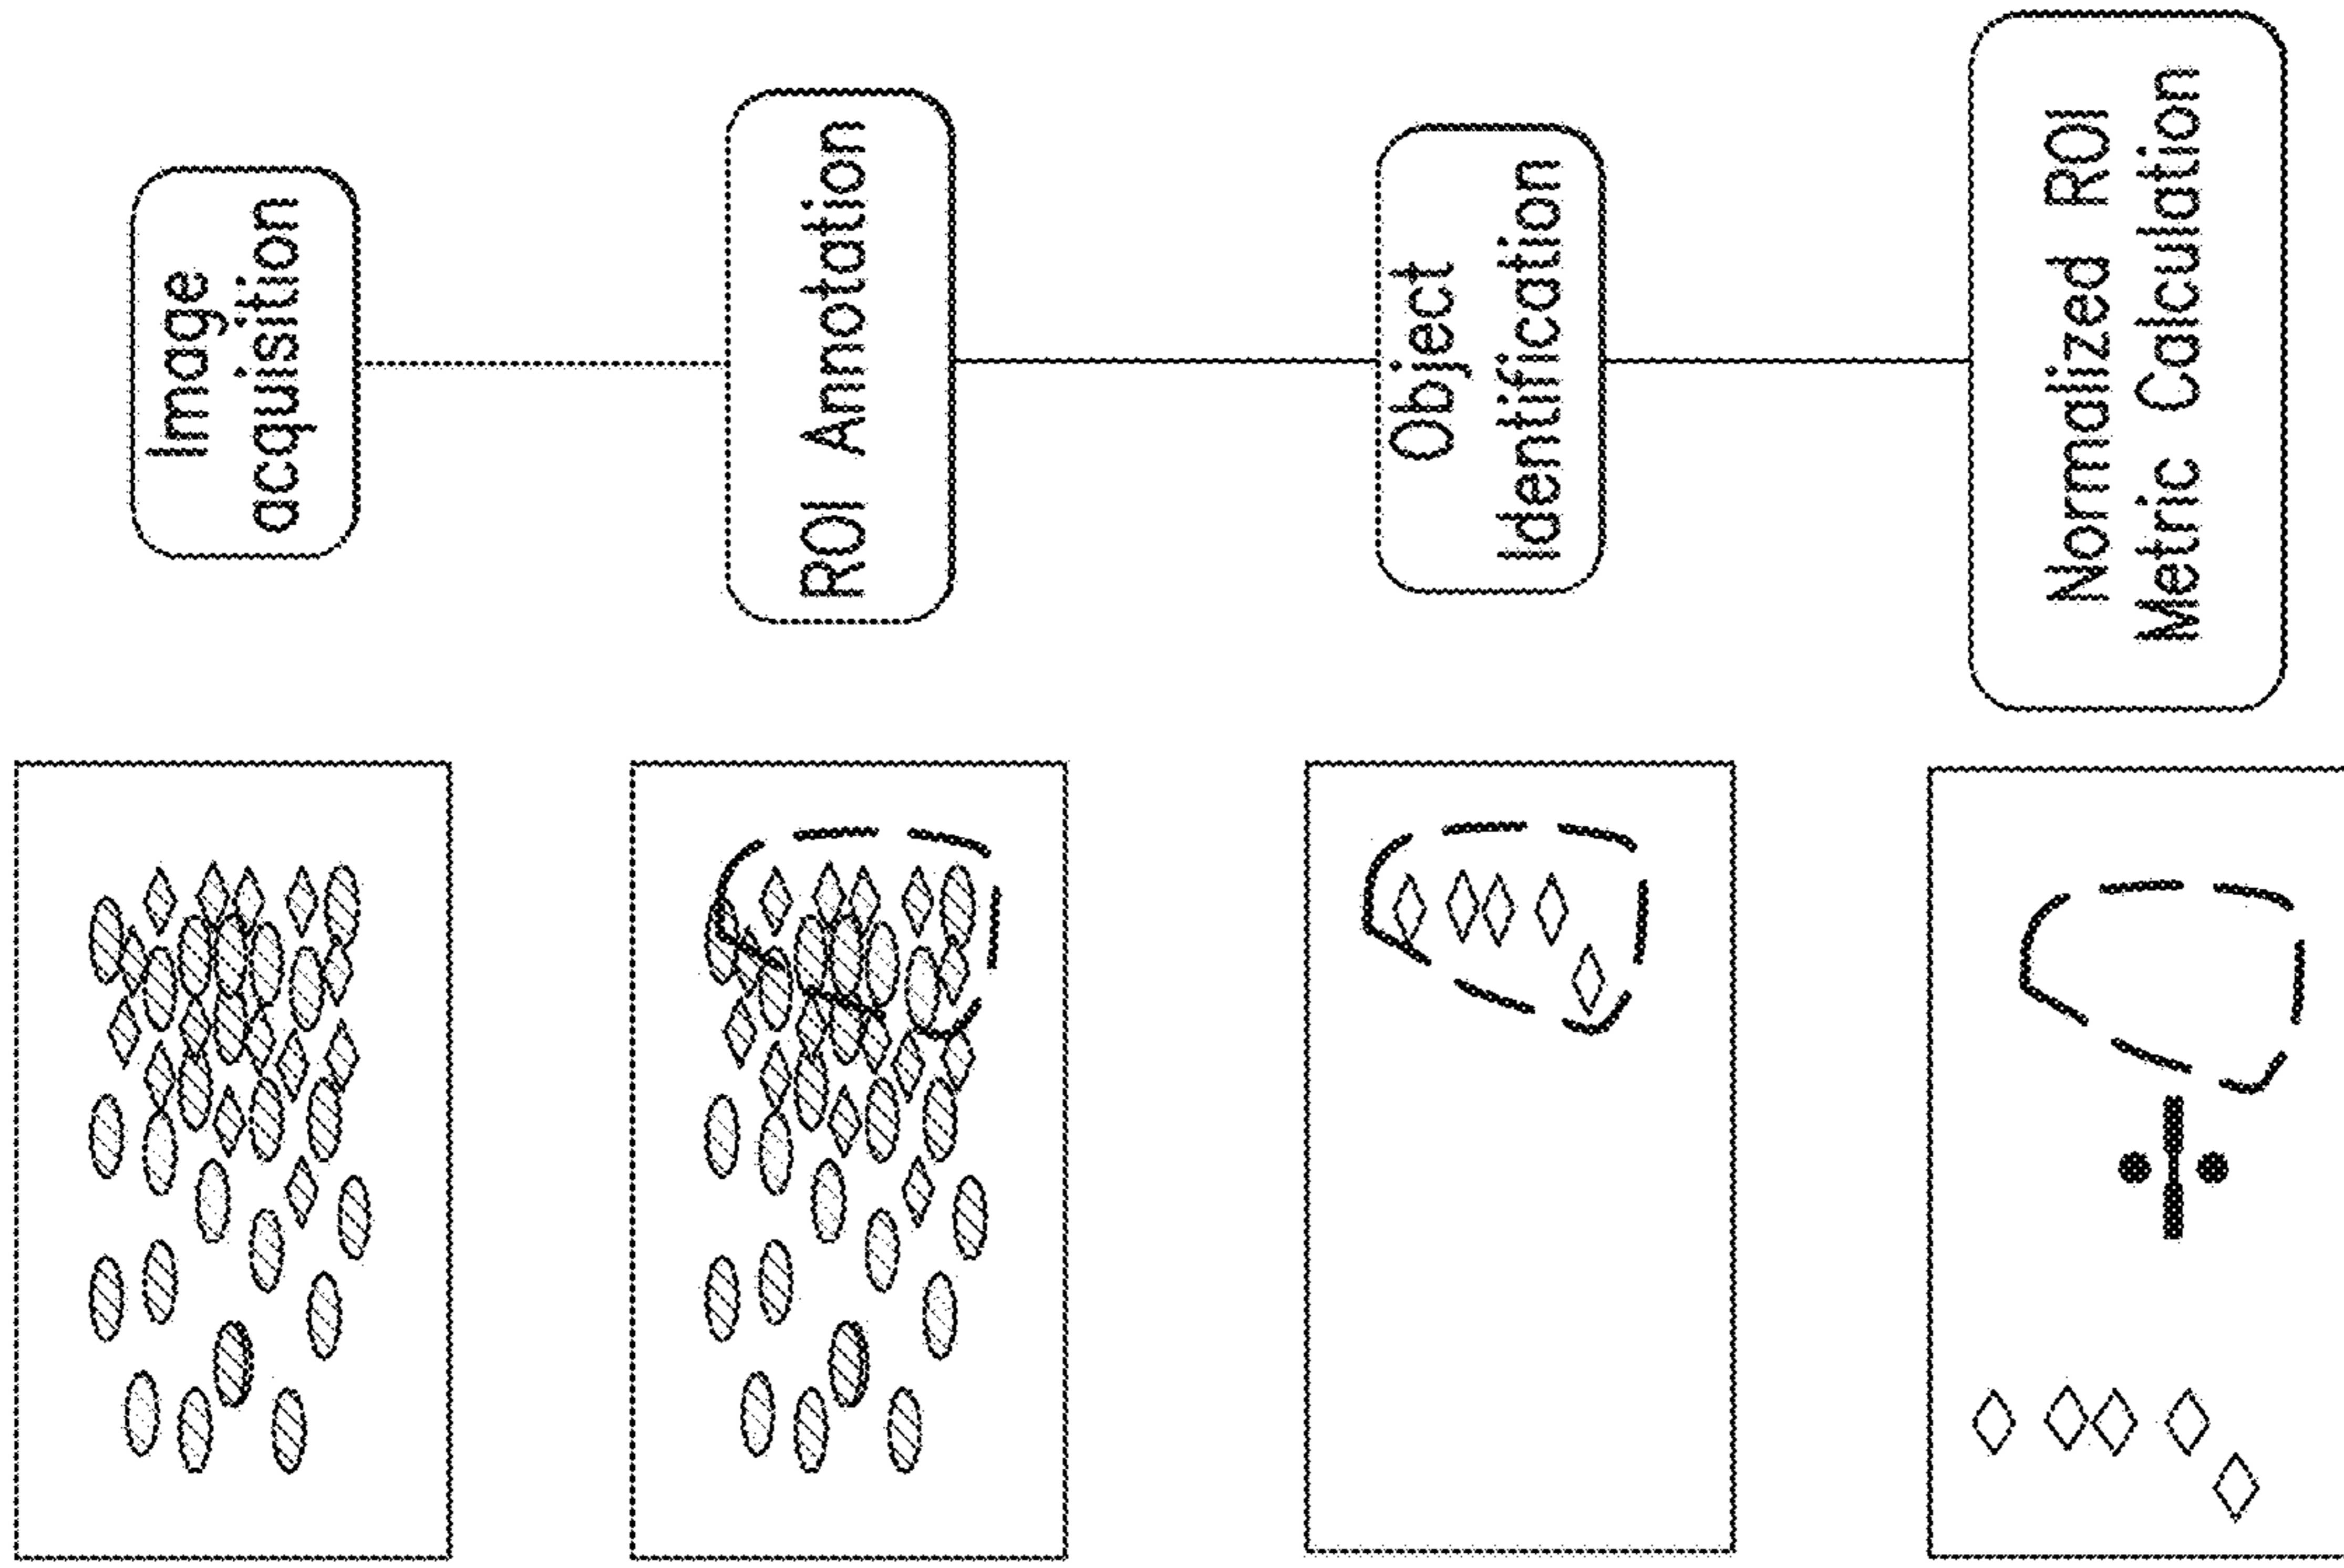 Image
acquisition
ROI Annotation
Object
Identification
Normalized ROI
Metric Calculation